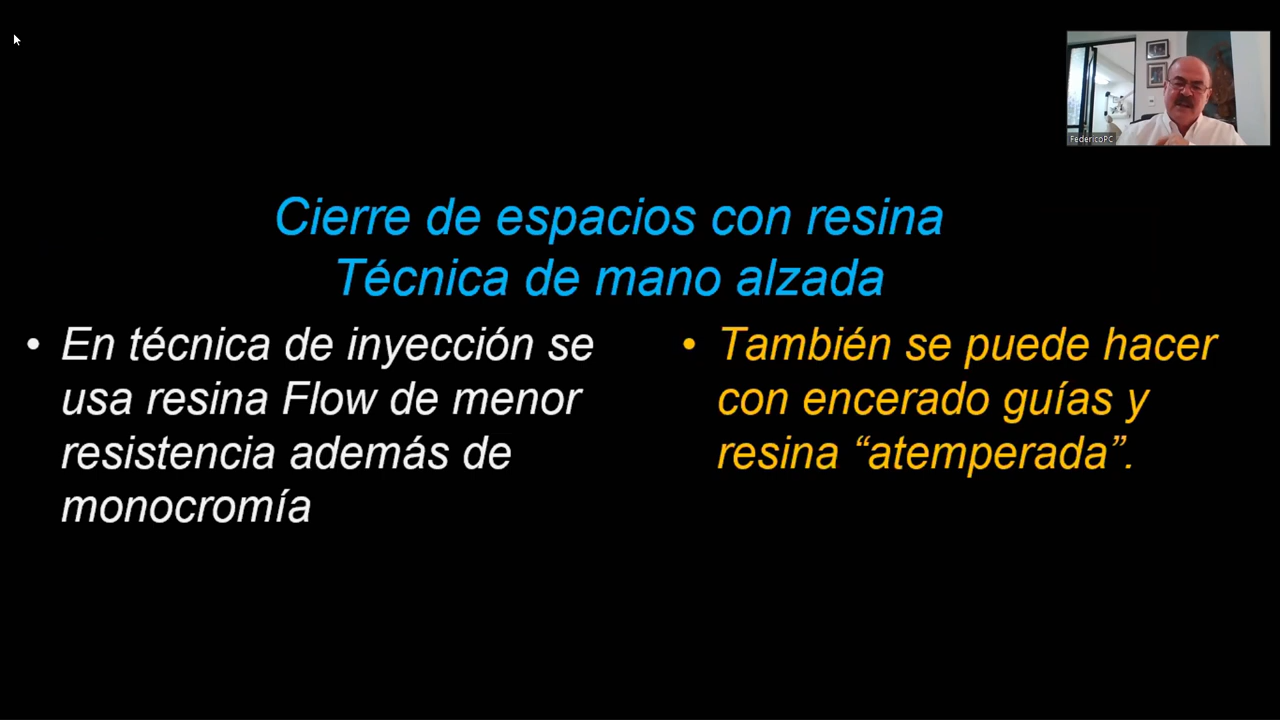 FedericoPC
Cierre de espacios con resina
Técnica de mano alzada
• En técnica de inyección se
usa resina Flow de menor
resistencia además de
monocromía
• También se puede hacer
con encerado guías y
resina “atemperada”.